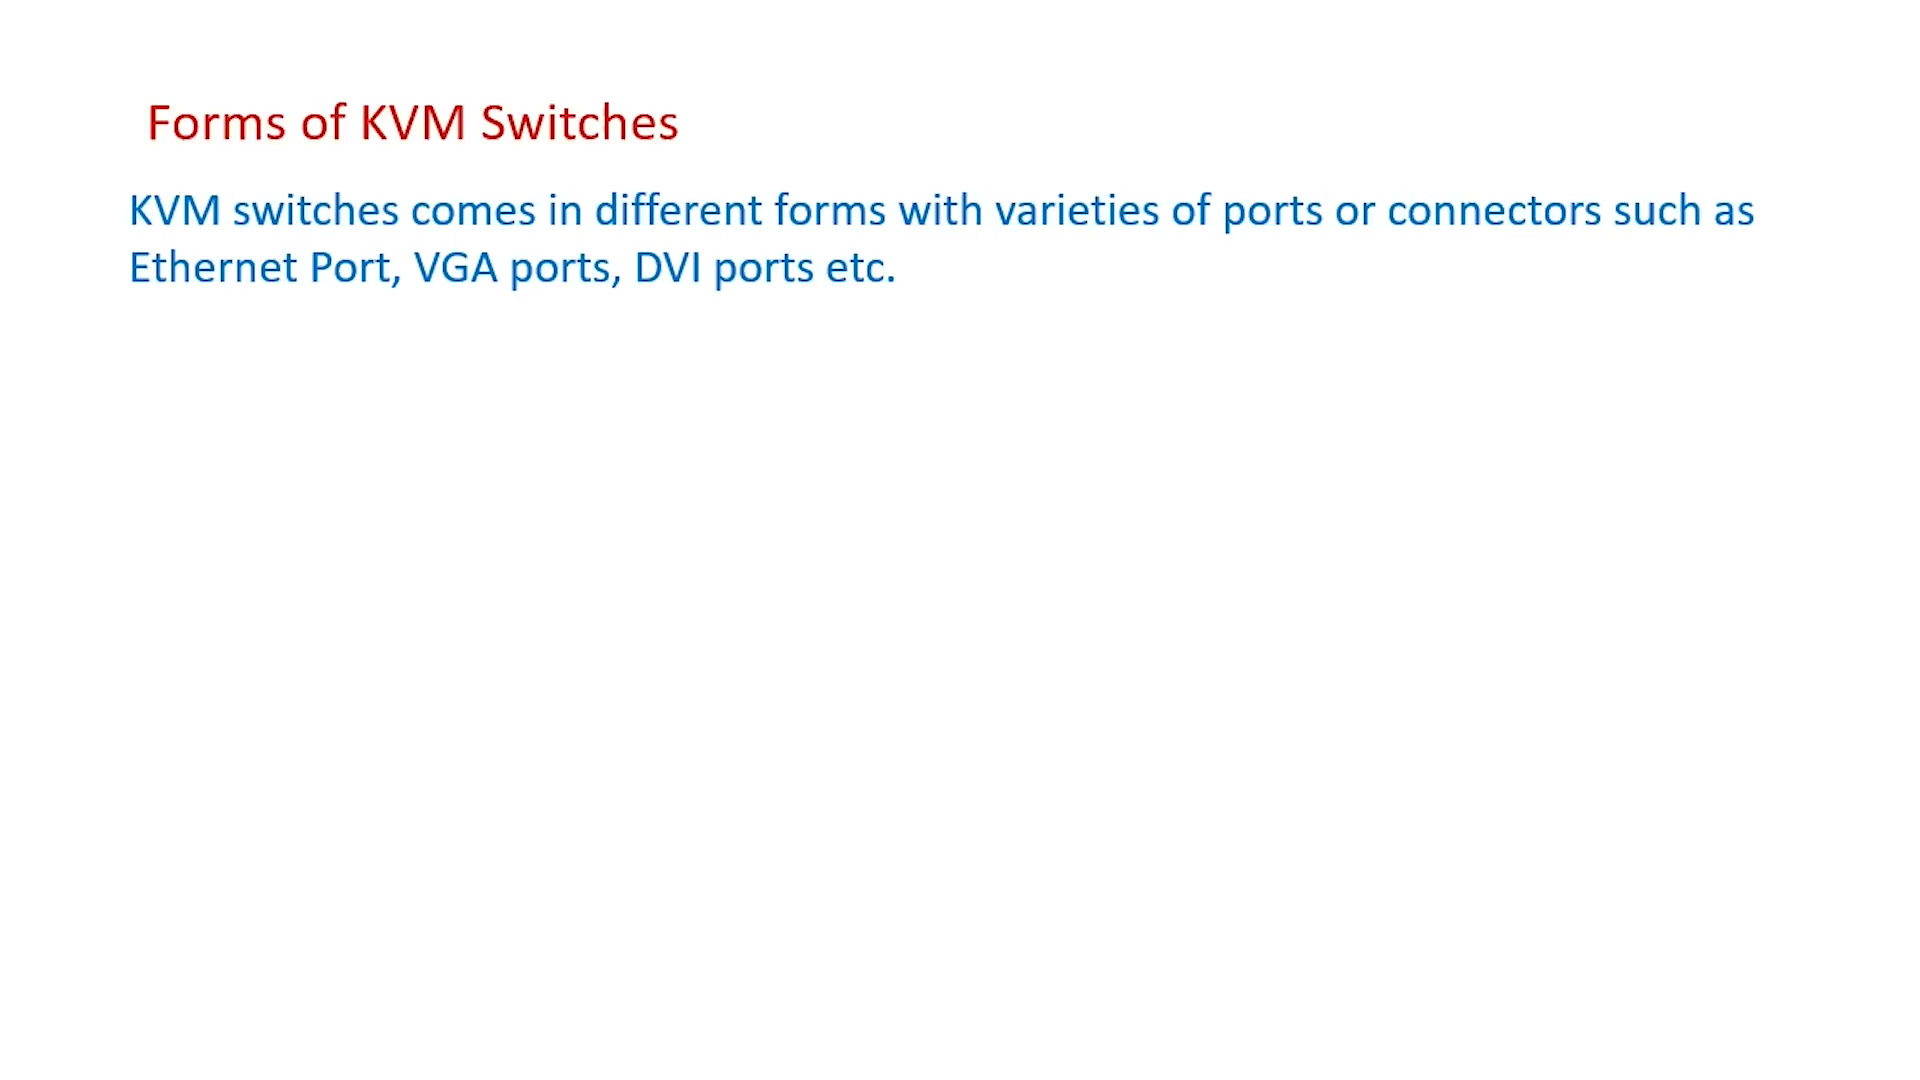 Forms of KVM Switches
KVM switches comes in different forms with varieties of ports or connectors such as
Ethernet Port, VGA ports, DVI ports etc.